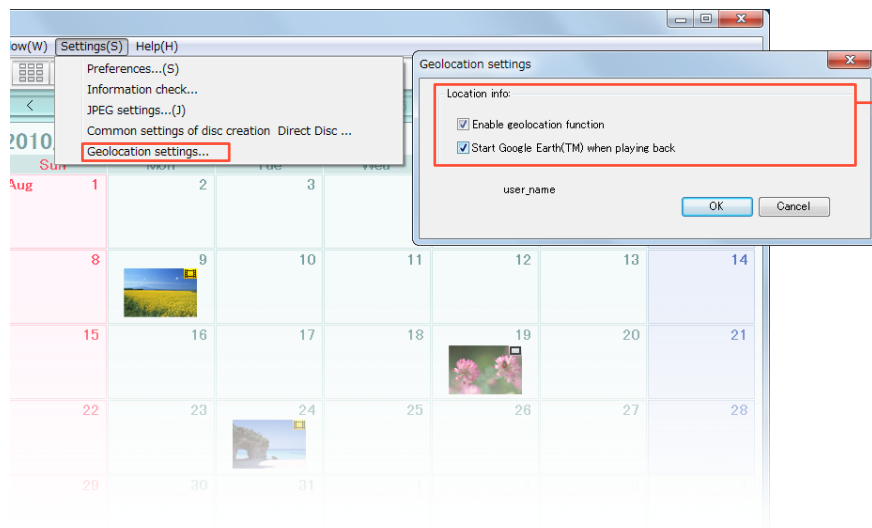 ow(W) Settings(S) Help(H)
Preferences...(S)
Information check...
JPEG settings...(J)
Common settings of disc creation Direct Disc ...
Geolocation settings...
Geolocation settings
Location info:
Enable geolocation function
Start Google Earth(TM) when playing back
user_name
OK Cancel
<
2010
Sun Mon Tue Wed
Aug 1 2 3
8 9 10 11 12 13 14
15 16 17 18 19 20 21
22 23 24 25 26 27 28
29 30 31